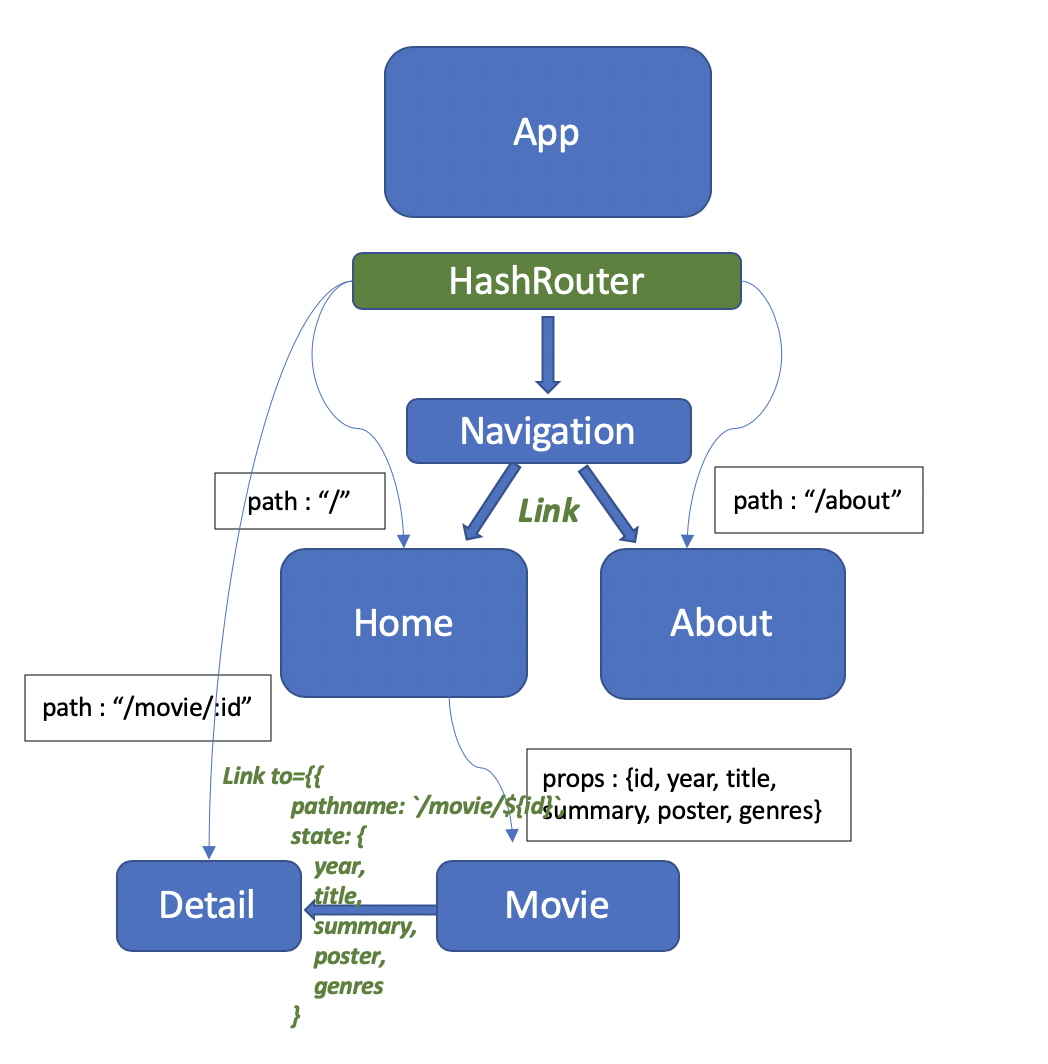 App
HashRouter
Navigation
path : “/”
Link
path : “/about”
Home
About
path : “/movie/:id”
props : {id, year, title,
summary, poster, genres}
Link to={{
pathname: `/movie/${id}`,
state: {
year,
title,
summary,
poster,
genres
}
Detail
Movie